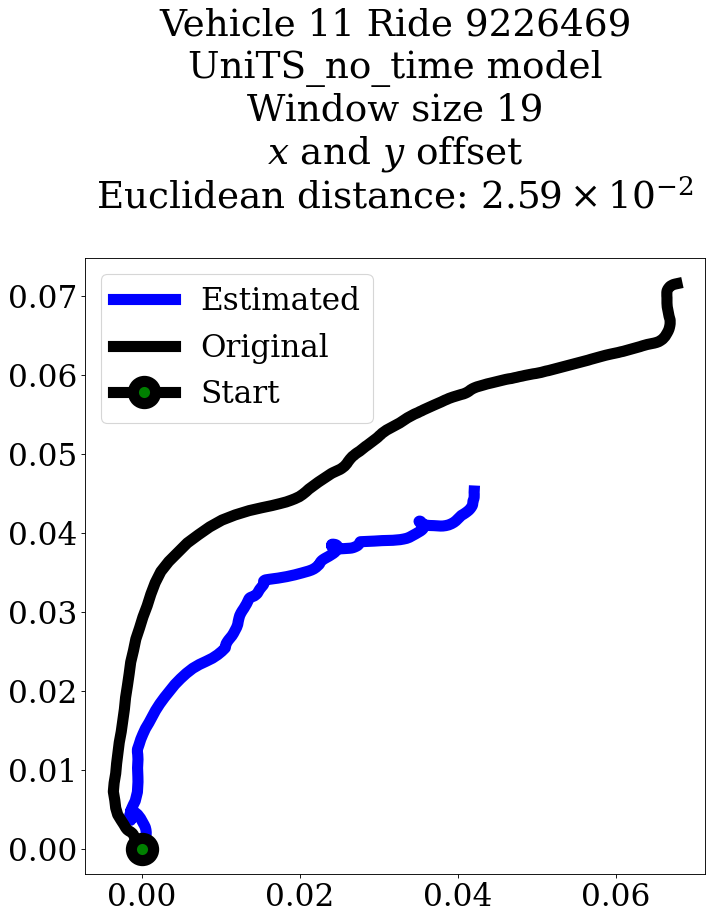 Vehicle 11 Ride 9226469
UniTS_no_time model
Window size 19
x and y offset
Euclidean distance: 2.59 × 10⁻²
Estimated
Original
Start
0.07
0.06
0.05
0.04
0.03
0.02
0.01
0.00
0.00 0.02 0.04 0.06